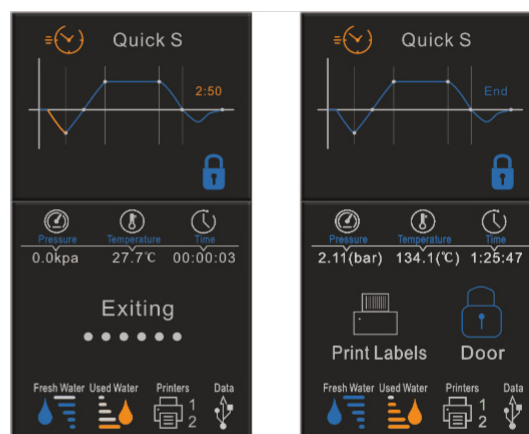 Quick S
2:50
Pressure Temperature Time
0.0kpa 27.7℃ 00:00:03
Exiting
Fresh Water Used Water Printers Data
1
2
Quick S
End
Pressure Temperature Time
2.11(bar) 134.1(℃) 1:25:47
Print Labels Door
Fresh Water Used Water Printers Data
1
2